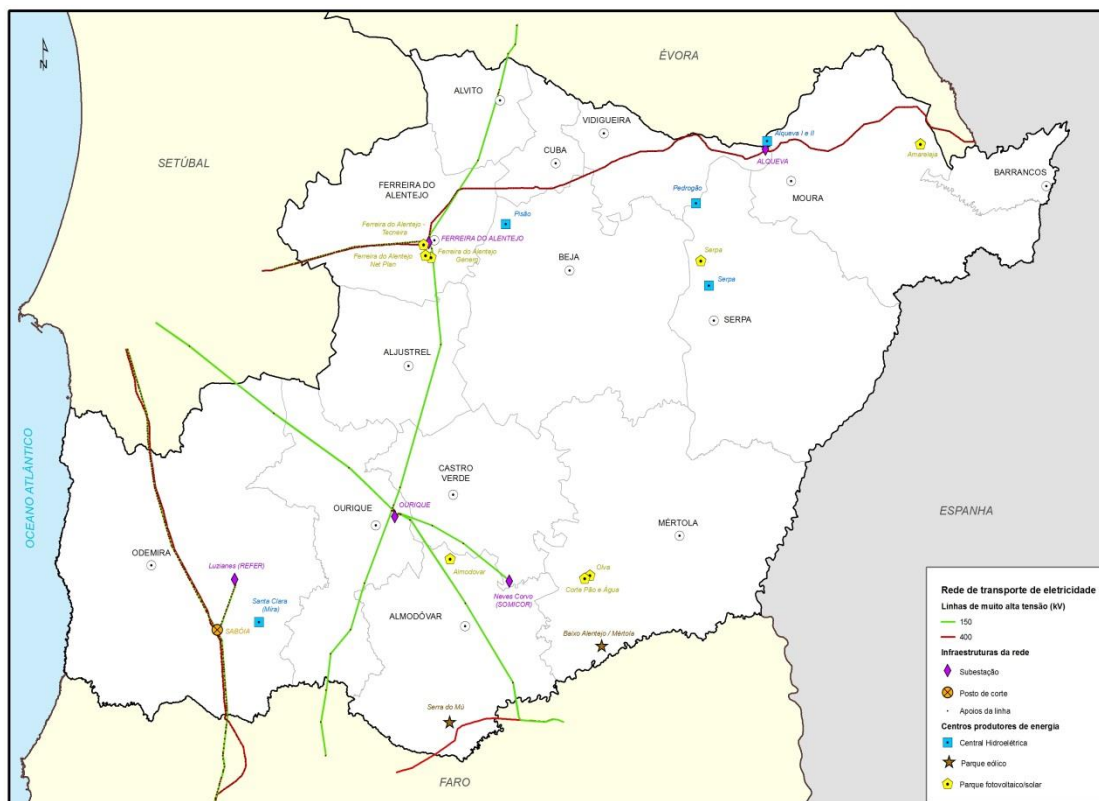 N
ÉVORA
ALVITO
VIDIGUEIRA
Alqueva I e II
CUBA
ALQUEVA
Amareleja
SETÚBAL
BARRANCOS
FERREIRA DO
ALENTEJO
Pedrogão
MOURA
Pisão
Ferreira do Alentejo -
Tecneira
FERREIRA DO ALENTEJO
Ferreira do Alentejo
Net Plan
Ferreira do Alentejo
Generg
BEJA
Serpa
Serpa
SERPA
ALJUSTREL
OCEANO ATLÂNTICO
CASTRO
VERDE
OURIQUE
OURIQUE
MÉRTOLA
ESPANHA
ODEMIRA
Luzianes (REFER)
Almodovar
Neves Corvo
(SOMICOR)
Olva
Corte Pão e Água
Santa Clara
(Mira)
SABÓIA
ALMODÔVAR
Baixo Alentejo / Mértola
Serra do Mú
FARO
Rede de transporte de eletricidade
Linhas de muito alta tensão (kV)
150
400
Infraestruturas da rede
Subestação
Posto de corte
Apoios da linha
Centros produtores de energia
Central Hidroelétrica
Parque eólico
Parque fotovoltaico/solar